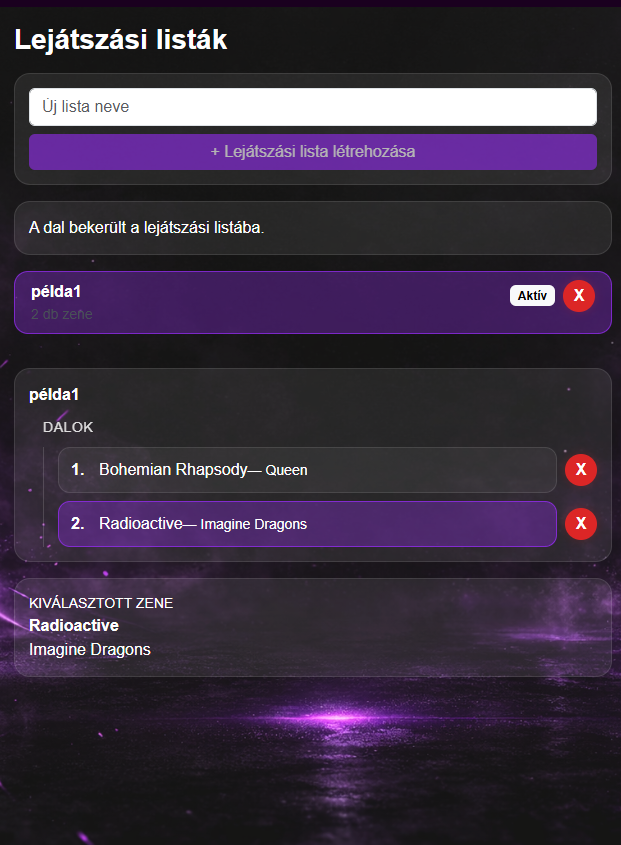 Lejátszási listák
Új lista neve
+ Lejátszási lista létrehozása
A dal bekerült a lejátszási listába.
példa1
Aktív
X
2 db zene
példa1
DALOK
1. Bohemian Rhapsody— Queen
X
2. Radioactive— Imagine Dragons
X
KIVÁLASZTOTT ZENE
Radioactive
Imagine Dragons